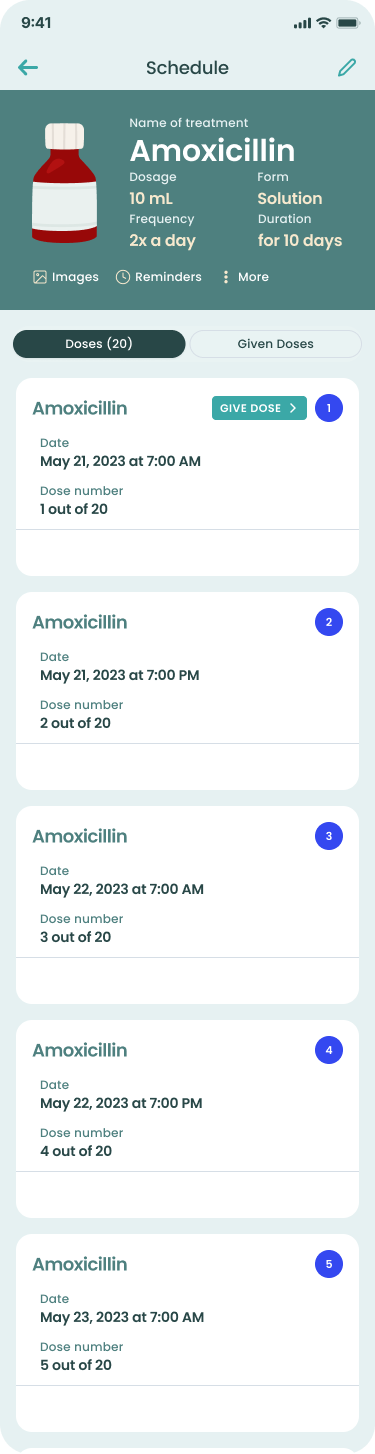 9:41
Schedule
Name of treatment
Amoxicillin
Dosage Form
10 mL Solution
Frequency Duration
2x a day for 10 days
Images Reminders More
Doses (20) Given Doses
Amoxicillin GIVE DOSE 1
Date
May 21, 2023 at 7:00 AM
Dose number
1 out of 20
Amoxicillin 2
Date
May 21, 2023 at 7:00 PM
Dose number
2 out of 20
Amoxicillin 3
Date
May 22, 2023 at 7:00 AM
Dose number
3 out of 20
Amoxicillin 4
Date
May 22, 2023 at 7:00 PM
Dose number
4 out of 20
Amoxicillin 5
Date
May 23, 2023 at 7:00 AM
Dose number
5 out of 20